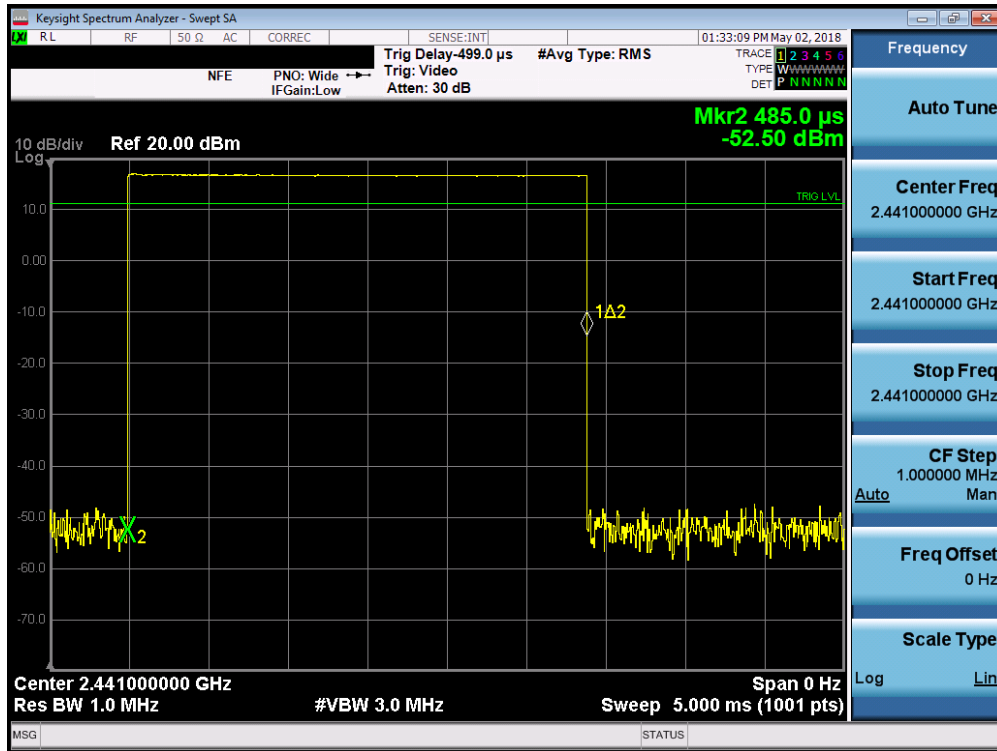 Keysight Spectrum Analyzer - Swept SA
LXI RL RF 50 Ω AC CORREC SENSE:INT 01:33:09 PM May 02, 2018
NFE PNO: Wide IFGain:Low
Trig Delay-499.0 µs #Avg Type: RMS
Trig: Video
Atten: 30 dB
TRACE 1 2 3 4 5 6
TYPE WWWWWWW
DET P N N N N N
Mkr2 485.0 µs
-52.50 dBm
10 dB/div Ref 20.00 dBm
Log
TRIG LVL
10.0
0.00
-10.0
1Δ2
-20.0
-30.0
-40.0
-50.0
2
-60.0
-70.0
Center 2.441000000 GHz Span 0 Hz
Res BW 1.0 MHz #VBW 3.0 MHz Sweep 5.000 ms (1001 pts)
MSG STATUS
Frequency
Auto Tune
Center Freq
2.441000000 GHz
Start Freq
2.441000000 GHz
Stop Freq
2.441000000 GHz
CF Step
1.000000 MHz
Auto Man
Freq Offset
0 Hz
Scale Type
Log Lin